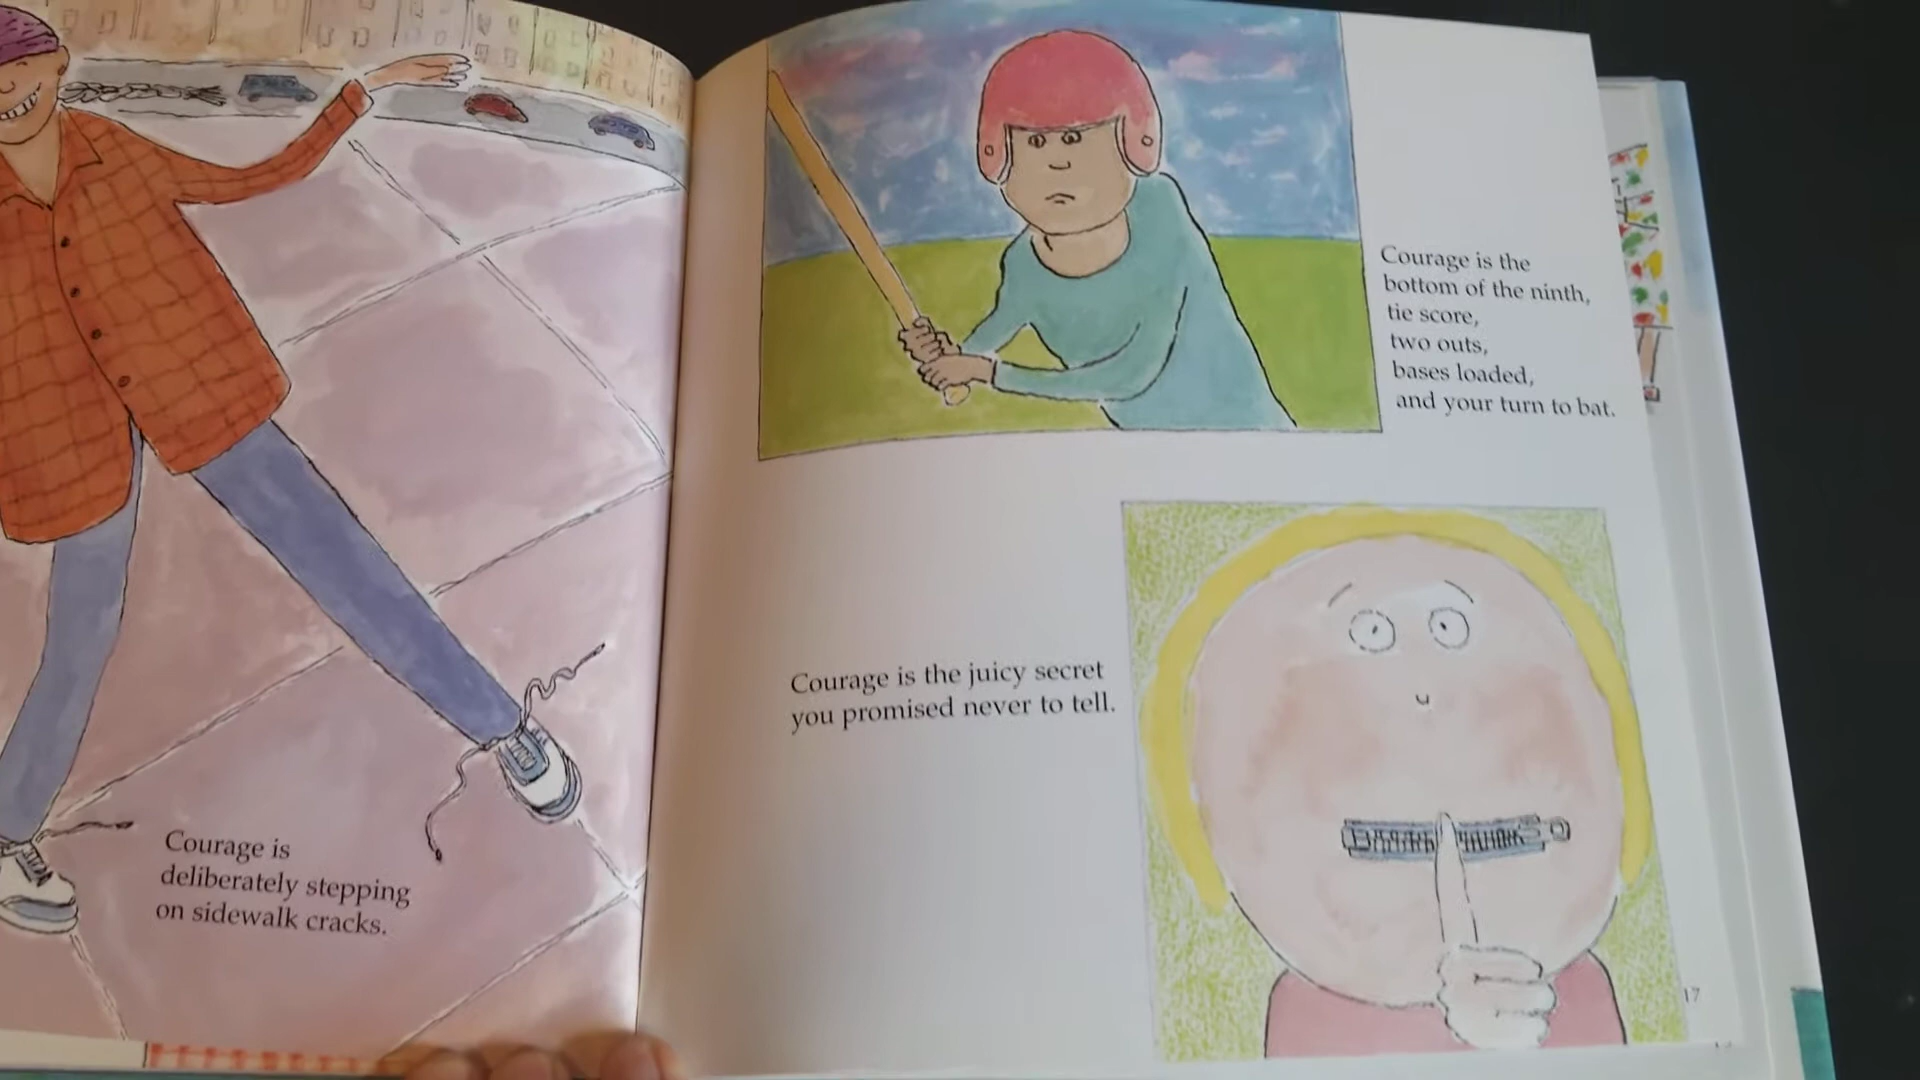 Courage is
deliberately stepping
on sidewalk cracks.
Courage is the
bottom of the ninth,
tie score,
two outs,
bases loaded,
and your turn to bat.
Courage is the juicy secret
you promised never to tell.
17